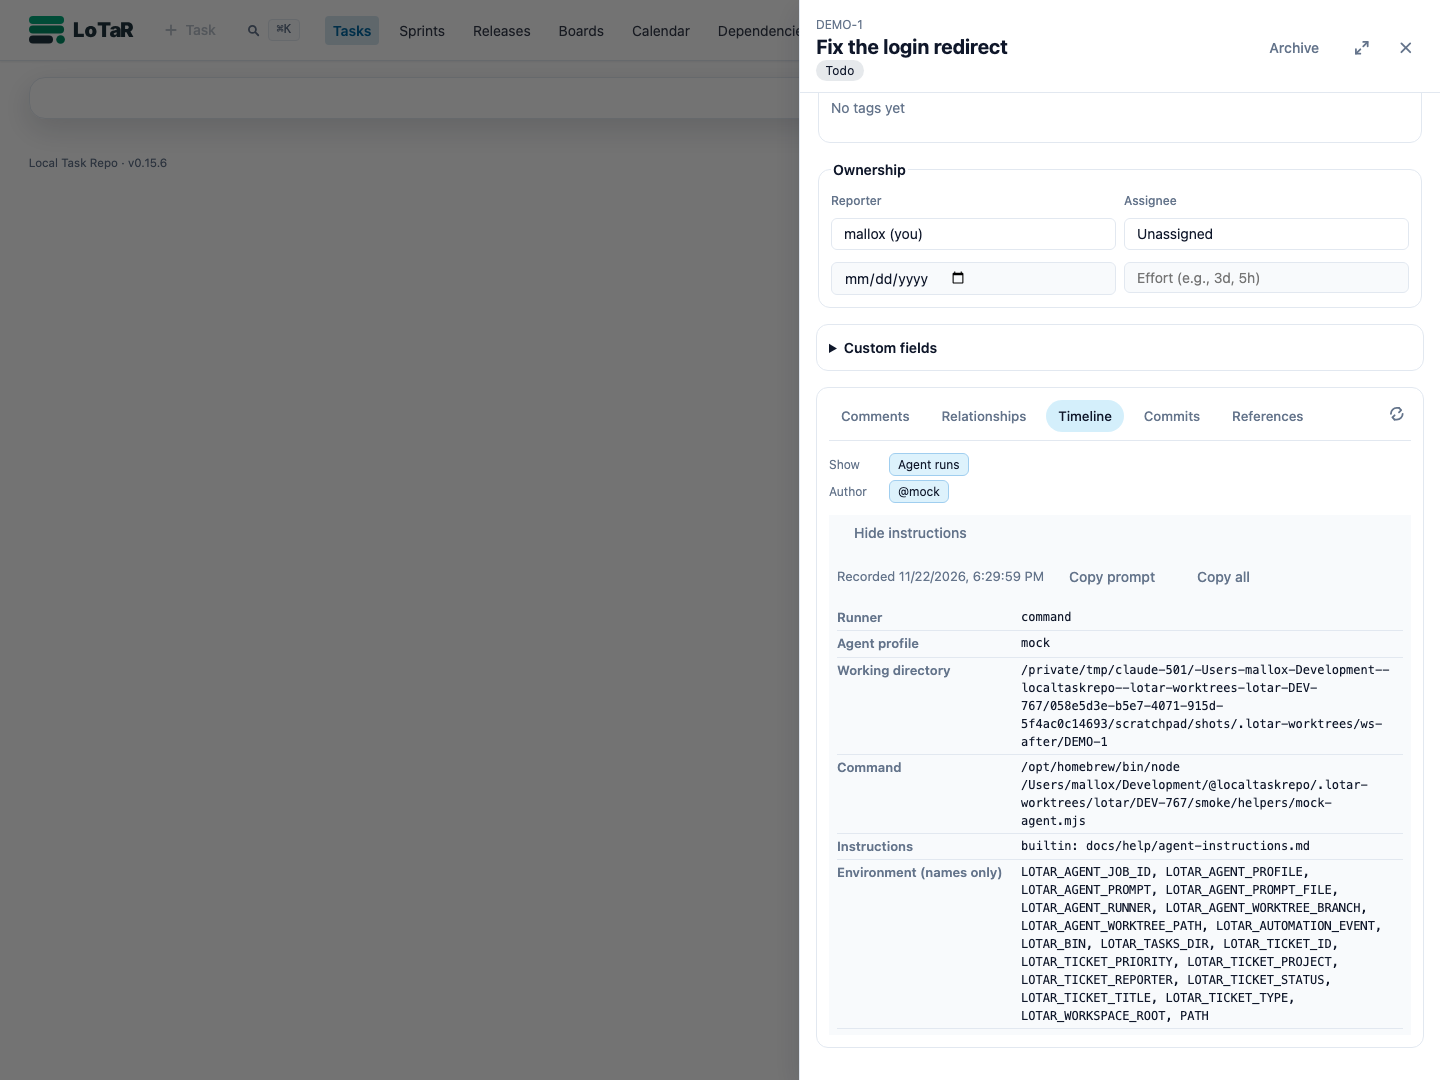 LoTaR
+ Task
⌘K
Tasks
Sprints
Releases
Boards
Calendar
Local Task Repo · v0.15.6
DEMO-1
Fix the login redirect
Todo
Archive
No tags yet
Ownership
Reporter
Assignee
mallox (you)
Unassigned
mm/dd/yyyy
Effort (e.g., 3d, 5h)
Custom fields
Comments
Relationships
Timeline
Commits
References
Show
Agent runs
Author
@mock
Hide instructions
Recorded 11/22/2026, 6:29:59 PM
Copy prompt
Copy all
Runner
command
Agent profile
mock
Working directory
/private/tmp/claude-501/-Users-mallox-Development--
localtaskrepo--lotar-worktrees-lotar-DEV-
767/058e5d3e-b5e7-4071-915d-
5f4ac0c14693/scratchpad/shots/.lotar-worktrees/ws-
after/DEMO-1
Command
/opt/homebrew/bin/node
/Users/mallox/Development/@localtaskrepo/.lotar-
worktrees/lotar/DEV-767/smoke/helpers/mock-
agent.mjs
Instructions
builtin: docs/help/agent-instructions.md
Environment (names only)
LOTAR_AGENT_JOB_ID, LOTAR_AGENT_PROFILE,
LOTAR_AGENT_PROMPT, LOTAR_AGENT_PROMPT_FILE,
LOTAR_AGENT_RUNNER, LOTAR_AGENT_WORKTREE_BRANCH,
LOTAR_AGENT_WORKTREE_PATH, LOTAR_AUTOMATION_EVENT,
LOTAR_BIN, LOTAR_TASKS_DIR, LOTAR_TICKET_ID,
LOTAR_TICKET_PRIORITY, LOTAR_TICKET_PROJECT,
LOTAR_TICKET_REPORTER, LOTAR_TICKET_STATUS,
LOTAR_TICKET_TITLE, LOTAR_TICKET_TYPE,
LOTAR_WORKSPACE_ROOT, PATH